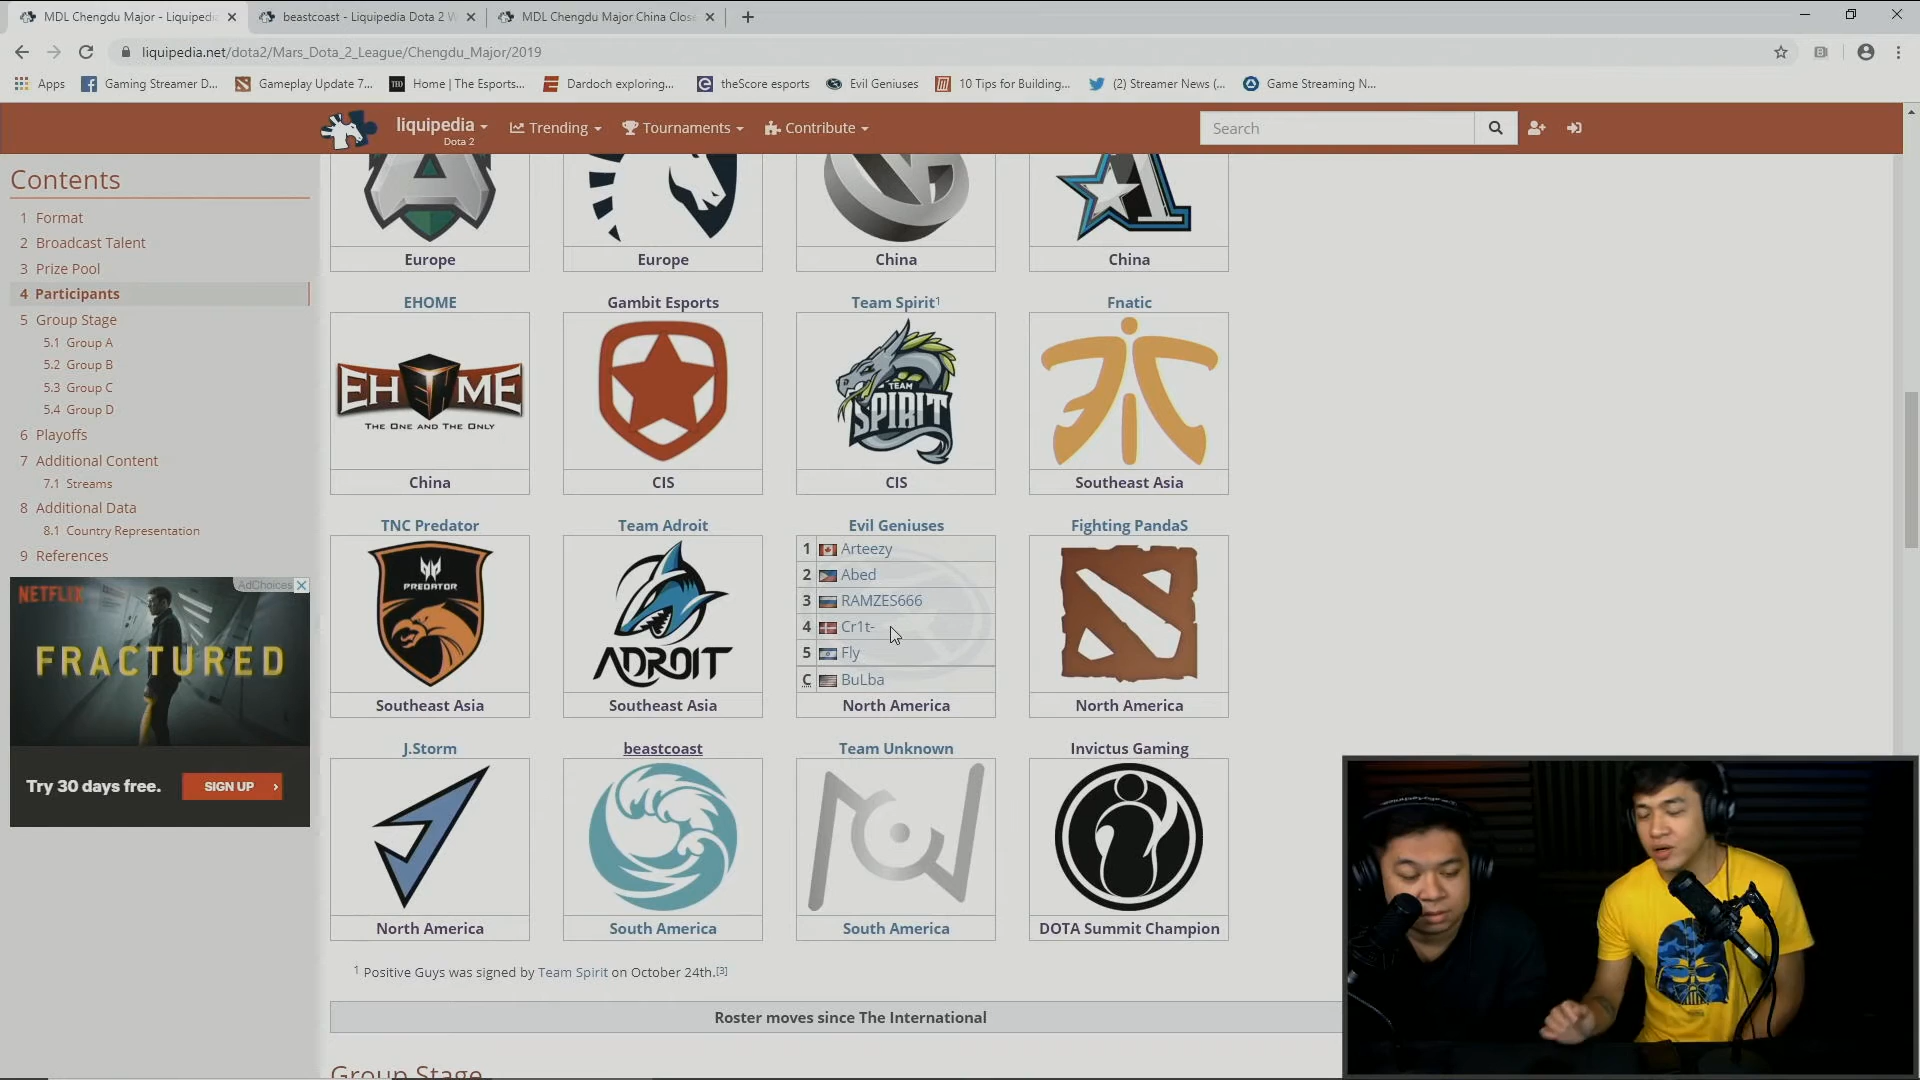 MDL Chengdu Major - Liquipedi
beastcoast - Liquipedia Dota 2 W
MDL Chengdu Major China Close
liquipedia.net/dota2/Mars_Dota_2_League/Chengdu_Major/2019
Apps
Gaming Streamer D...
Gameplay Update 7...
Home | The Esports...
Dardoch exploring...
theScore esports
Evil Geniuses
10 Tips for Building...
(2) Streamer News (...
Game Streaming N...
liquipedia
Dota 2
Trending
Tournaments
Contribute
Search
Contents
1 Format
2 Broadcast Talent
3 Prize Pool
4 Participants
5 Group Stage
5.1 Group A
5.2 Group B
5.3 Group C
5.4 Group D
6 Playoffs
7 Additional Content
7.1 Streams
8 Additional Data
8.1 Country Representation
9 References
AdChoices
NETFLIX
FRACTURED
Try 30 days free.
SIGN UP
Europe
Europe
China
China
EHOME
Gambit Esports
Team Spirit1
Fnatic
EHOME
THE ONE AND THE ONLY
TEAM
SPIRIT
China
CIS
CIS
Southeast Asia
TNC Predator
Team Adroit
Evil Geniuses
Fighting PandaS
PREDATOR
ADROIT
1 Arteezy
2 Abed
3 RAMZES666
4 Cr1t-
5 Fly
C BuLba
Southeast Asia
Southeast Asia
North America
North America
J.Storm
beastcoast
Team Unknown
Invictus Gaming
North America
South America
South America
DOTA Summit Champion
1 Positive Guys was signed by Team Spirit on October 24th.[3]
Roster moves since The International
Group Stage